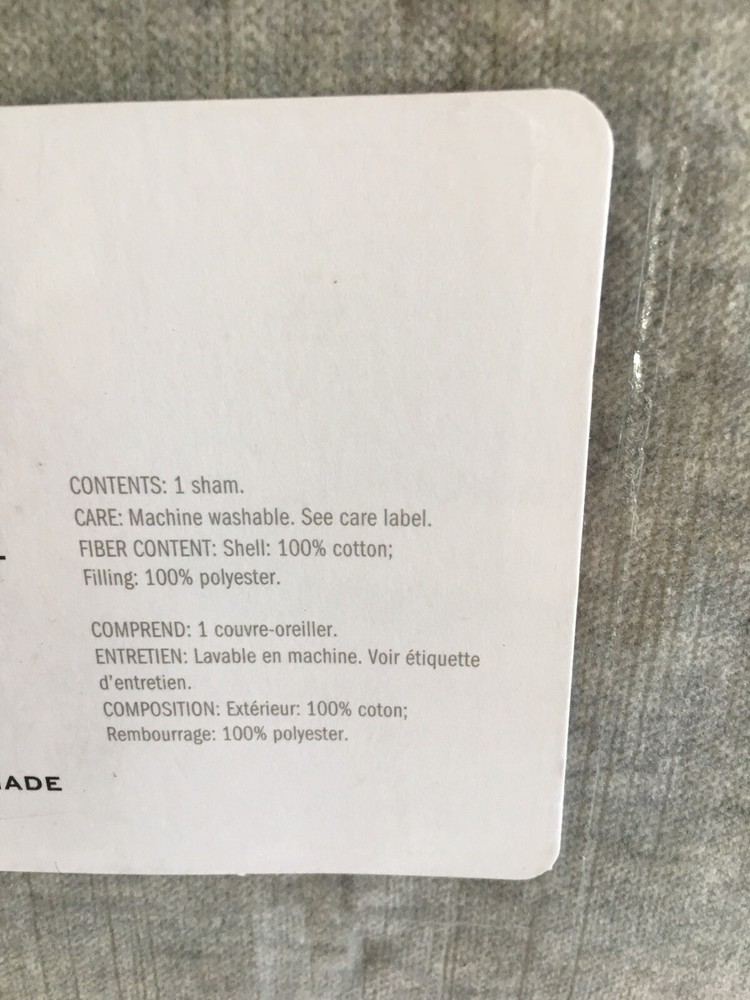 CONTENTS: 1 sham.
CARE: Machine washable. See care label.
FIBER CONTENT: Shell: 100% cotton;
Filling: 100% polyester.
COMPREND: 1 couvre-oreiller.
ENTRETIEN: Lavable en machine. Voir étiquette
d'entretien.
COMPOSITION: Extérieur: 100% coton;
Rembourrage: 100% polyester.